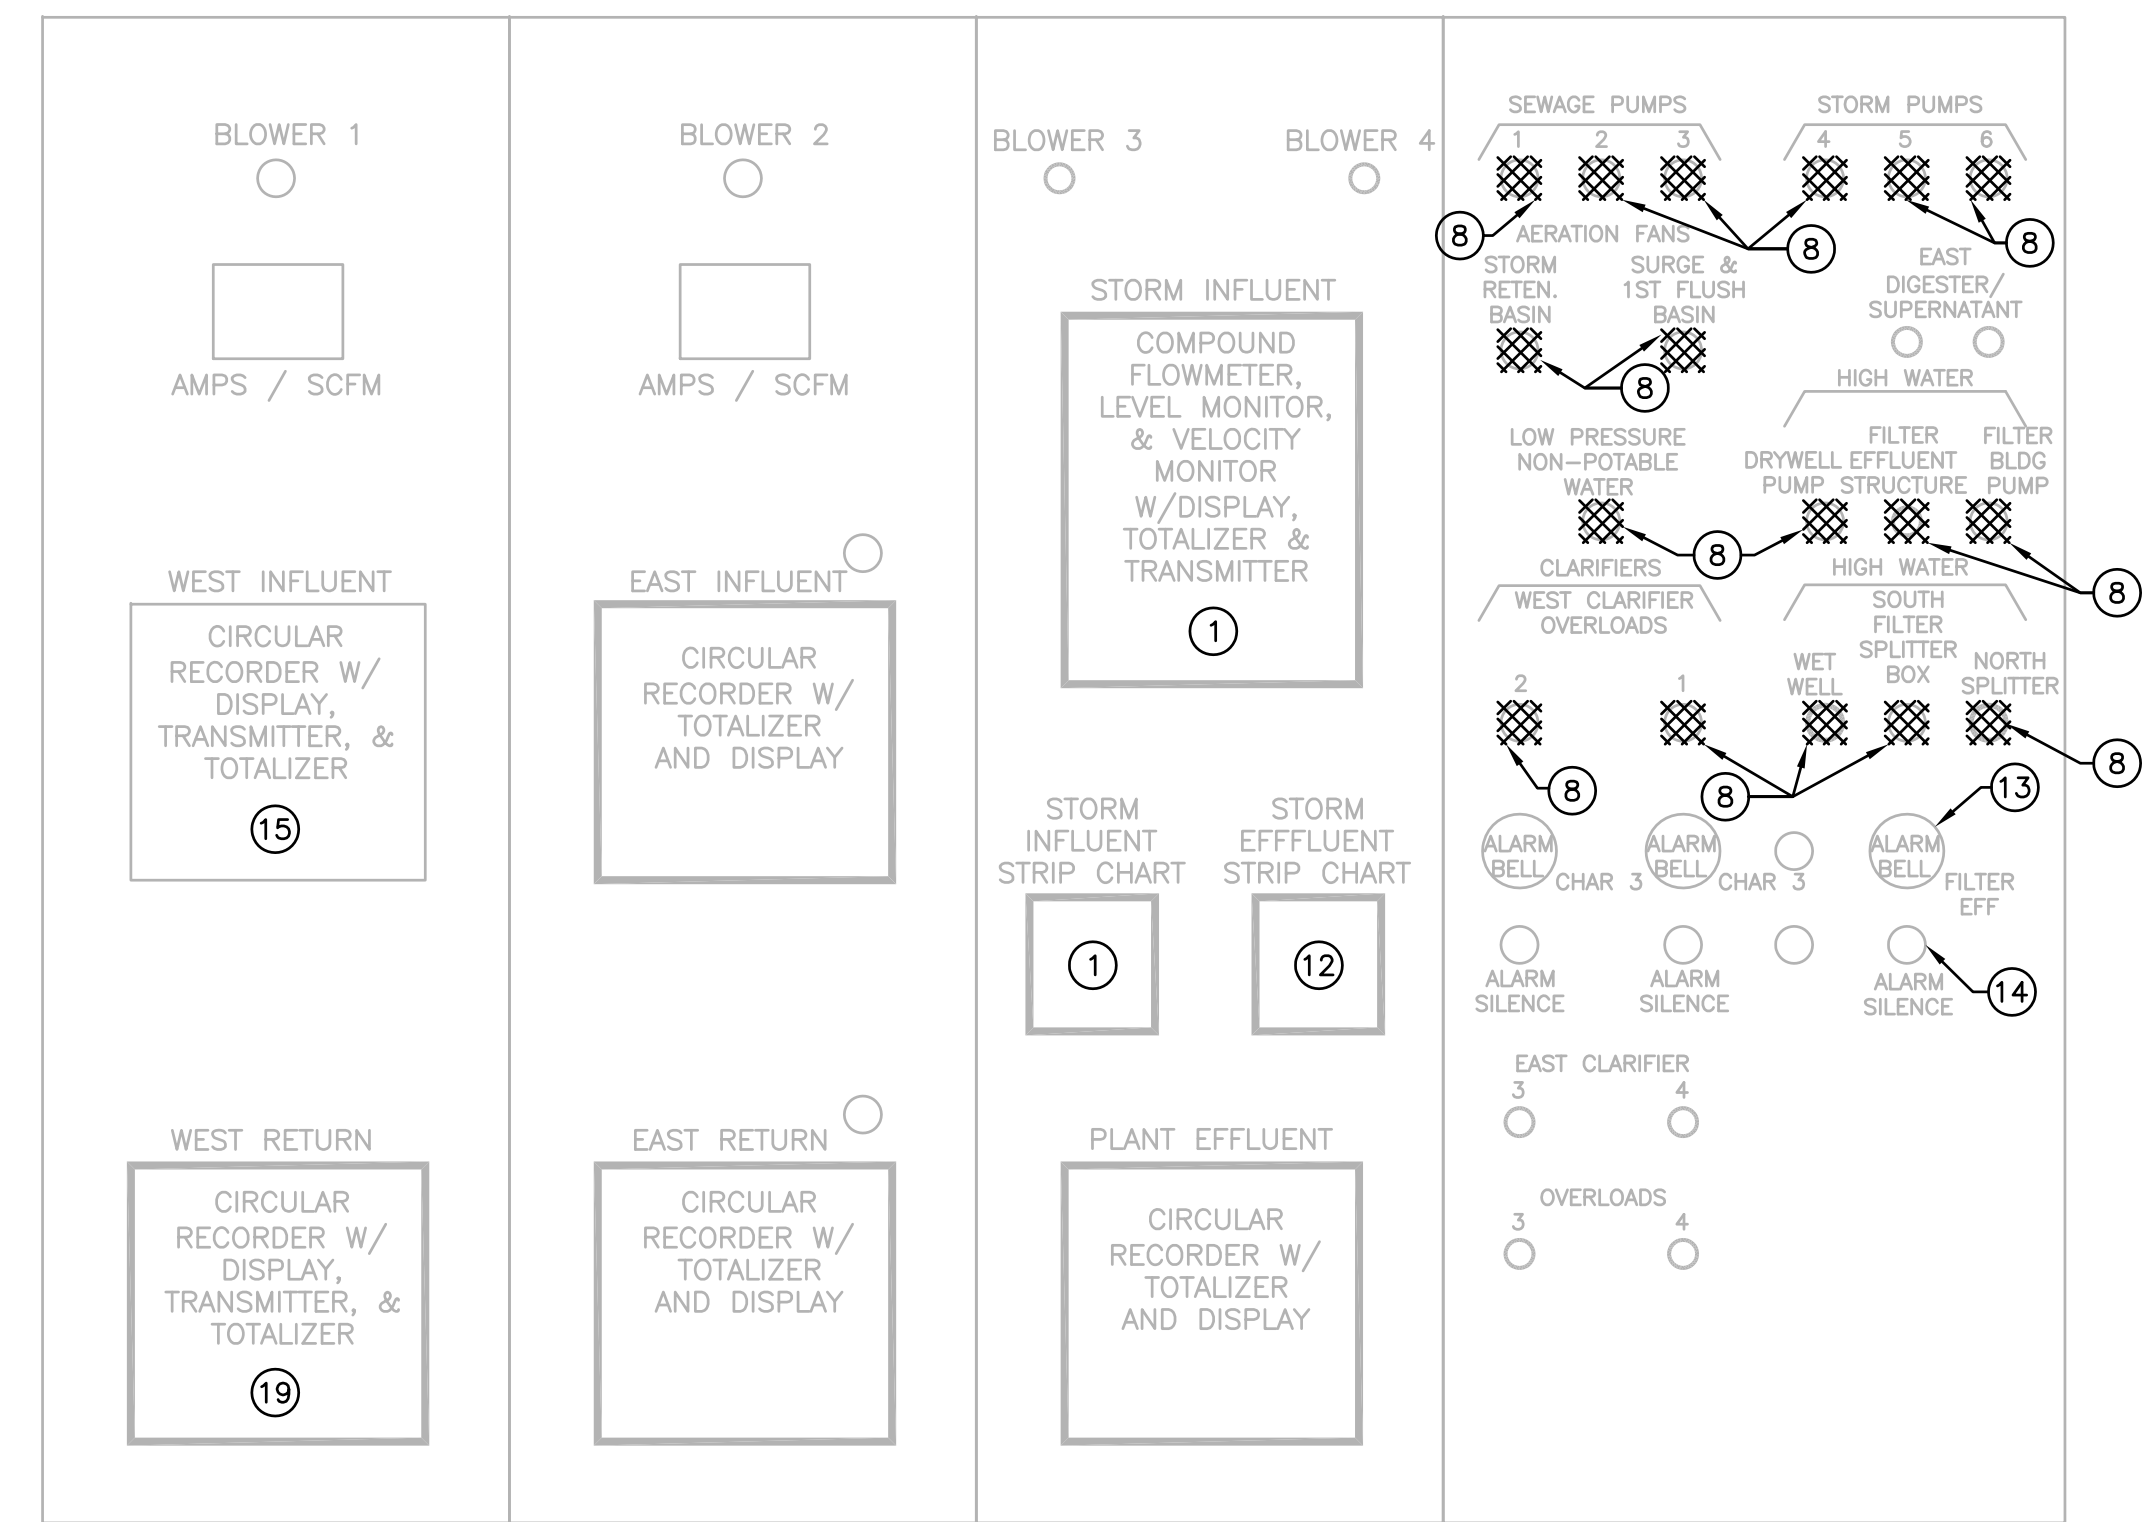 BLOWER 1
AMPS / SCFM
WEST INFLUENT
CIRCULAR
RECORDER W/
DISPLAY,
TRANSMITTER, &
TOTALIZER
15
WEST RETURN
CIRCULAR
RECORDER W/
DISPLAY,
TRANSMITTER, &
TOTALIZER
19
BLOWER 2
AMPS / SCFM
EAST INFLUENT
CIRCULAR
RECORDER W/
TOTALIZER
AND DISPLAY
EAST RETURN
CIRCULAR
RECORDER W/
TOTALIZER
AND DISPLAY
BLOWER 3
BLOWER 4
STORM INFLUENT
COMPOUND
FLOWMETER,
LEVEL MONITOR,
& VELOCITY
MONITOR
W/DISPLAY,
TOTALIZER &
TRANSMITTER
1
STORM
INFLUENT
STRIP CHART
1
STORM
EFFFLUENT
STRIP CHART
12
PLANT EFFLUENT
CIRCULAR
RECORDER W/
TOTALIZER
AND DISPLAY
SEWAGE PUMPS
1 2 3
STORM PUMPS
4 5 6
8
8
8
AERATION FANS
STORM
RETEN.
BASIN
SURGE &
1ST FLUSH
BASIN
8
EAST
DIGESTER/
SUPERNATANT
HIGH WATER
LOW PRESSURE
NON-POTABLE
WATER
DRYWELL
PUMP
FILTER
EFFLUENT
STRUCTURE
FILTER
BLDG
PUMP
8
8
CLARIFIERS
WEST CLARIFIER
OVERLOADS
2 1
HIGH WATER
WET
WELL
SOUTH
FILTER
SPLITTER
BOX
NORTH
SPLITTER
8
8
8
13
ALARM
BELL
CHAR 3
ALARM
BELL
CHAR 3
ALARM
BELL
FILTER
EFF
ALARM
SILENCE
ALARM
SILENCE
ALARM
SILENCE
14
EAST CLARIFIER
3 4
OVERLOADS
3 4